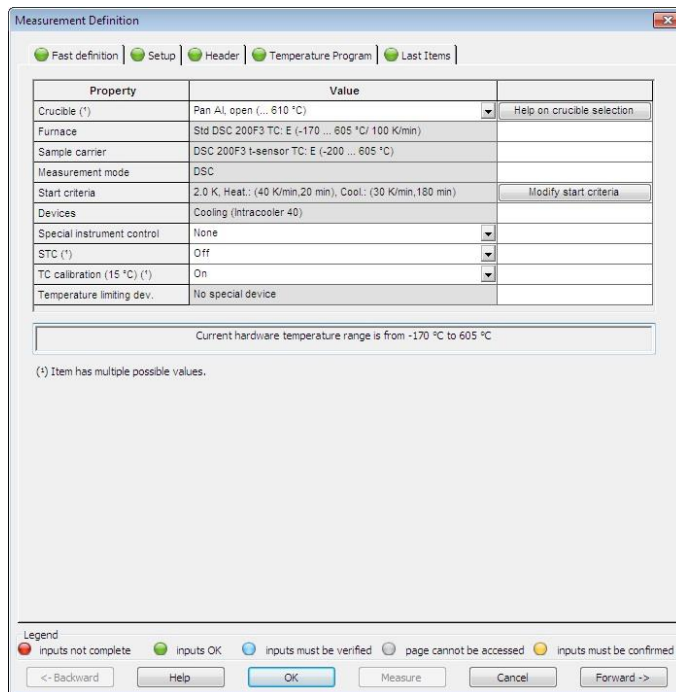 Measurement Definition
Fast definition Setup Header Temperature Program Last Items
Property Value
Crucible (¹) Pan Al, open (... 610 °C) Help on crucible selection
Furnace Std DSC 200F3 TC: E (-170 ... 605 °C/ 100 K/min)
Sample carrier DSC 200F3 t-sensor TC: E (-200 ... 605 °C)
Measurement mode DSC
Start criteria 2.0 K, Heat.: (40 K/min,20 min), Cool.: (30 K/min,180 min) Modify start criteria
Devices Cooling (Intracooler 40)
Special instrument control None
STC (¹) Off
TC calibration (15 °C) (¹) On
Temperature limiting dev. No special device
Current hardware temperature range is from -170 °C to 605 °C
(¹) Item has multiple possible values.
Legend
inputs not complete inputs OK inputs must be verified page cannot be accessed inputs must be confirmed
<- Backward Help OK Measure Cancel Forward ->